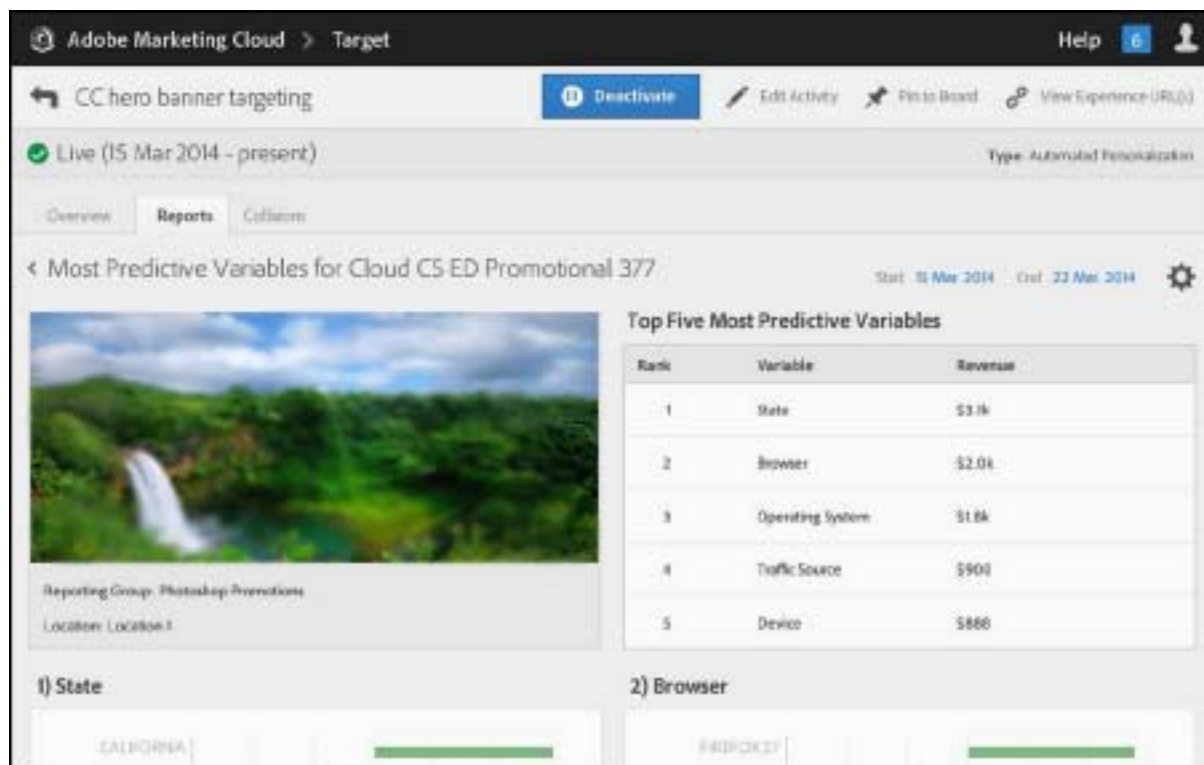 Adobe Marketing Cloud > Target Help 6
CC hero banner targeting Deactivate Edit Activity Pin to Board View Experience URL(s)
Live (15 Mar 2014 - present) Type: Automated Personalization
Overview Reports Collisions
< Most Predictive Variables for Cloud CS ED Promotional 377 Start 15 Mar 2014 End 22 Mar 2014
Top Five Most Predictive Variables
Rank Variable Revenue
1 State $3.1k
2 Browser $2.0k
3 Operating System $1.8k
4 Traffic Source $900
5 Device $888
Reporting Group: Photoshop Promotions
Location: Location 1
1) State 2) Browser
CALIFORNIA FIREFOX 27